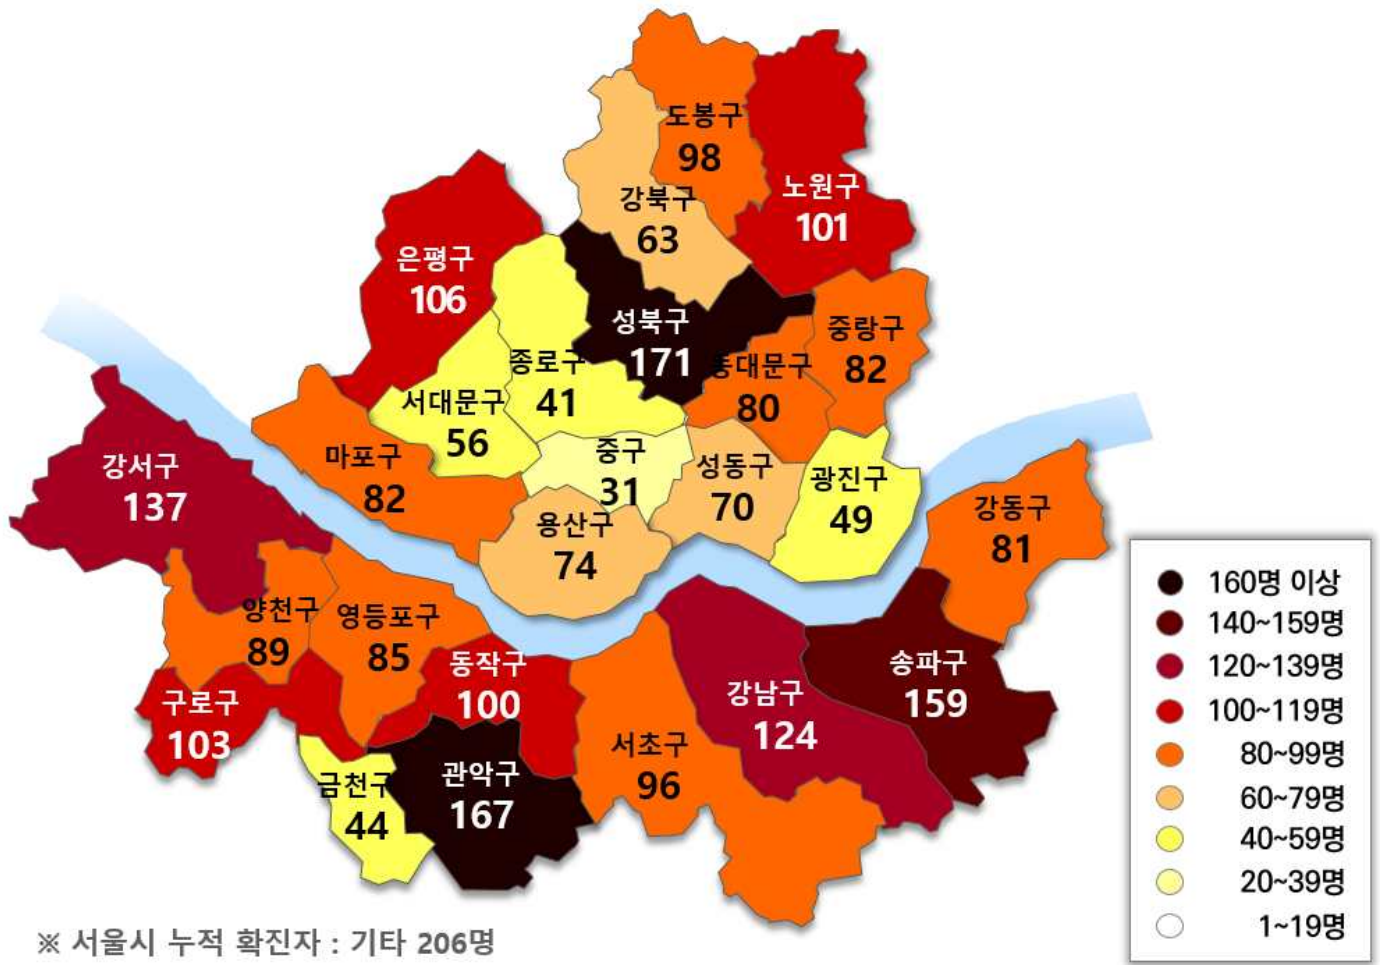 도봉구
98
노원구
101
강북구
63
은평구
106
성북구
171
중랑구
82
종로구
41
동대문구
80
서대문구
56
마포구
82
중구
31
성동구
70
광진구
49
강서구
137
용산구
74
강동구
81
양천구
89
영등포구
85
동작구
100
구로구
103
강남구
124
송파구
159
서초구
96
관악구
167
금천구
44
160명 이상
140~159명
120~139명
100~119명
80~99명
60~79명
40~59명
20~39명
1~19명
※ 서울시 누적 확진자 : 기타 206명